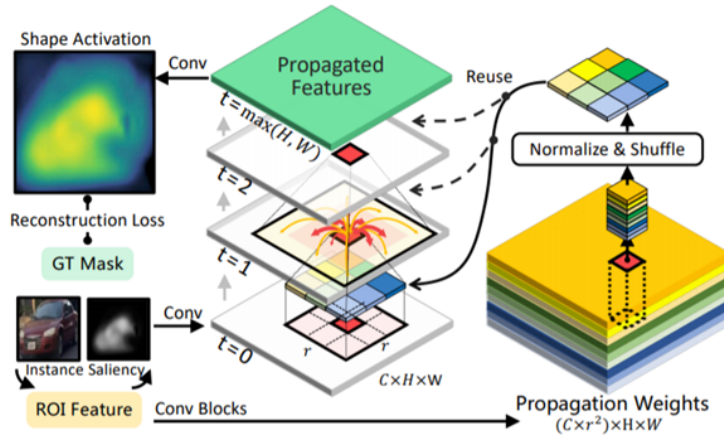 Shape Activation
Conv
Propagated
Features
Reuse
t=max(H,W)
Normalize & Shuffle
t=2
Reconstruction Loss
GT Mask
t=1
Conv
t=0
r
r
C×H×W
Instance Saliency
ROI Feature
Conv Blocks
Propagation Weights
(C×r²)×H×W